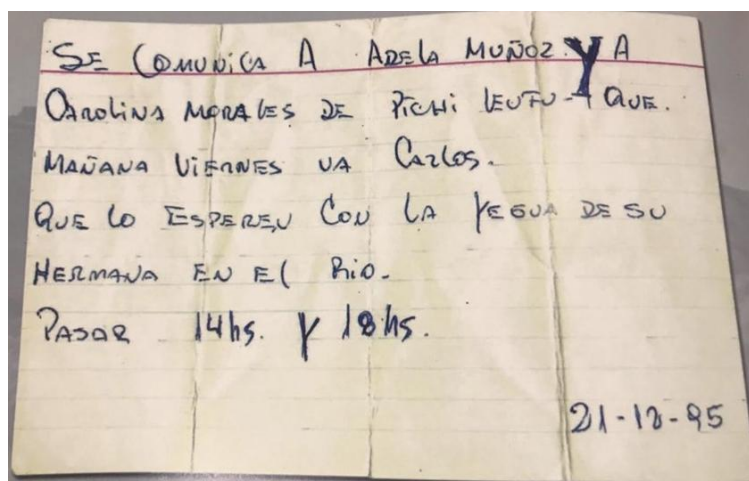 SE COMUNICA A ADELA MUÑOZ Y A
CAROLINA MORALES DE PICHI LEUFU- QUE.
MAÑANA VIERNES VA CARLOS.
QUE LO ESPEREN CON LA YEGUA DE SU
HERMANA EN EL RIO.
PASAR 14hs. Y 18hs.
21-12-95